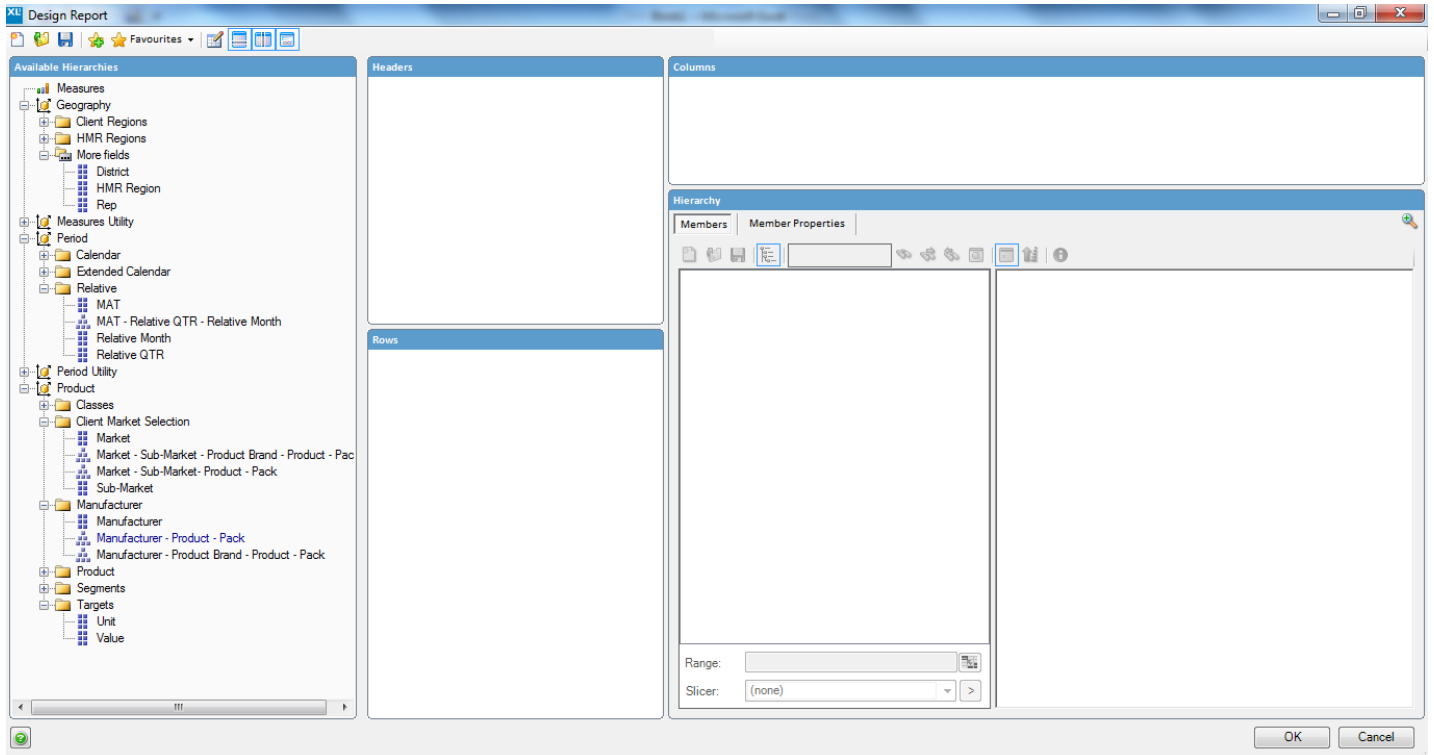 XL Design Report
Favourites
Available Hierarchies
Measures
Geography
Client Regions
HMR Regions
More fields
District
HMR Region
Rep
Measures Utility
Period
Calendar
Extended Calendar
Relative
MAT
MAT - Relative QTR - Relative Month
Relative Month
Relative QTR
Period Utility
Product
Classes
Client Market Selection
Market
Market - Sub-Market - Product Brand - Product - Pac
Market - Sub-Market- Product - Pack
Sub-Market
Manufacturer
Manufacturer
Manufacturer - Product - Pack
Manufacturer - Product Brand - Product - Pack
Product
Segments
Targets
Unit
Value
Headers
Rows
Columns
Hierarchy
Members Member Properties
Range:
Slicer: (none) >
OK Cancel